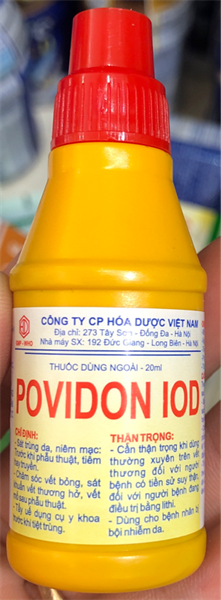 CÔNG TY CP HÓA DƯỢC VIỆT NAM
Địa chỉ: 273 Tây Sơn - Đống Đa - Hà Nội
Nhà máy SX: 192 Đức Giang - Long Biên - Hà Nội
GMP-WHO
THUỐC DÙNG NGOÀI - 20ml
POVIDON IOD
CHỈ ĐỊNH:
- Sát trùng da, niêm mạc
trước khi phẫu thuật, tiêm
hay truyền.
- Chăm sóc vết bỏng, sát
khuẩn vết thương hở, vết
mổ sau phẫu thuật.
- Tẩy uế dụng cụ y khoa
trước khi tiệt trùng.
THẬN TRỌNG:
- Cẩn thận trọng khi dùng
thường xuyên trên vết
thương đối với người
bệnh có tiền sử suy thận,
đối với người bệnh đang
điều trị bằng lithi.
- Dùng cho bệnh nhân bị
bội nhiễm da.